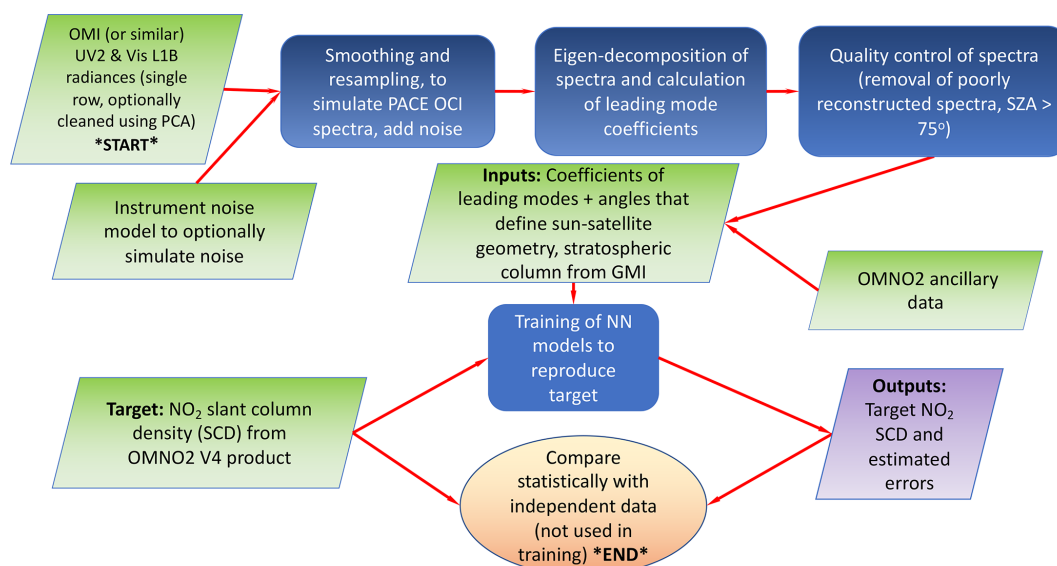 OMI (or similar)
UV2 & Vis L1B
radiances (single
row, optionally
cleaned using PCA)
*START*
Smoothing and
resampling, to
simulate PACE OCI
spectra, add noise
Eigen-decomposition of
spectra and calculation
of leading mode
coefficients
Quality control of spectra
(removal of poorly
reconstructed spectra, SZA >
75°)
Instrument noise
model to optionally
simulate noise
Inputs: Coefficients of
leading modes + angles that
define sun-satellite
geometry, stratospheric
column from GMI
OMNO2 ancillary
data
Training of NN
models to
reproduce
target
Target: NO₂ slant column
density (SCD) from
OMNO2 V4 product
Outputs:
Target NO₂
SCD and
estimated
errors
Compare
statistically with
independent data
(not used in
training) *END*